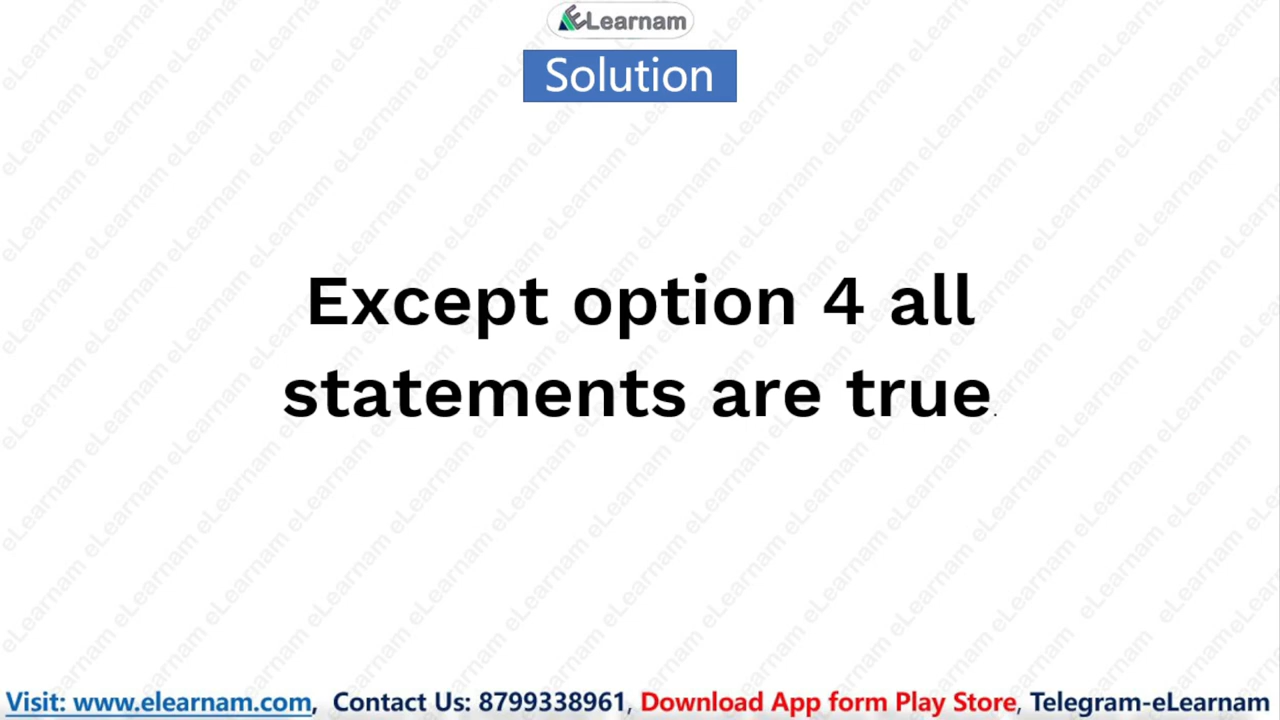 eLearnam
Solution
Except option 4 all
statements are true.
Visit: www.elearnam.com, Contact Us: 8799338961, Download App form Play Store, Telegram-eLearnam